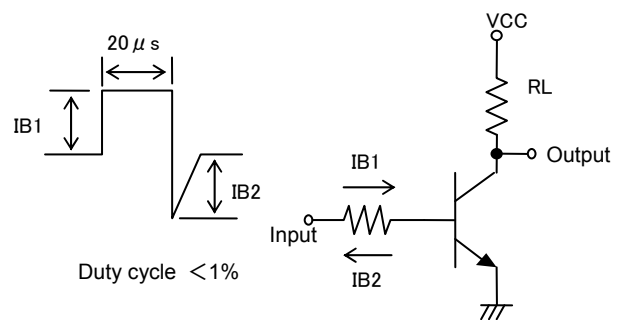 20 μ s
IB1
IB2
Duty cycle <1%
VCC
RL
Output
IB1
Input
IB2